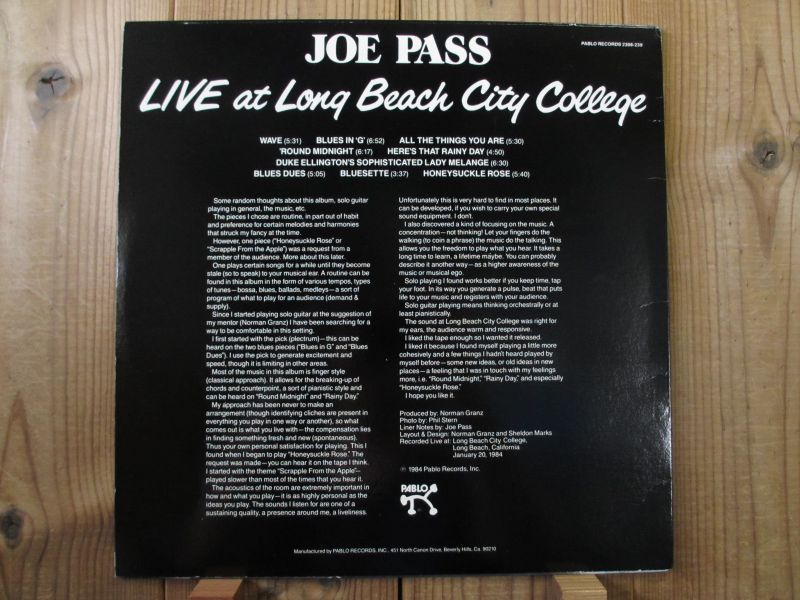 JOE PASS
PABLO RECORDS 2308-239
LIVE at Long Beach City College
WAVE (5:31) BLUES IN 'G' (6:52) ALL THE THINGS YOU ARE (5:30)
'ROUND MIDNIGHT (6:17) HERE'S THAT RAINY DAY (4:50)
DUKE ELLINGTON'S SOPHISTICATED LADY MELANGE (6:30)
BLUES DUES (5:05) BLUESETTE (3:37) HONEYSUCKLE ROSE (5:40)
Some random thoughts about this album, solo guitar
playing in general, the music, etc.
The pieces I chose are routine, in part out of habit
and preference for certain melodies and harmonies
that struck my fancy at the time.
However, one piece ("Honeysuckle Rose" or
"Scrapple From the Apple") was a request from a
member of the audience. More about this later.
One plays certain songs for a while until they become
stale (so to speak) to your musical ear. A routine can be
found in this album in the form of various tempos, types
of tunes—bossa, blues, ballads, medleys—a sort of
program of what to play for an audience (demand &
supply).
Since I started playing solo guitar at the suggestion of
my mentor (Norman Granz) I have been searching for a
way to be comfortable in this setting.
I first started with the pick (plectrum)—this can be
heard on the two blues pieces ("Blues in G" and "Blues
Dues"). I use the pick to generate excitement and
speed, though it is limiting in other areas.
Most of the music in this album is finger style
(classical approach). It allows for the breaking-up of
chords and counterpoint, a sort of pianistic style and
can be heard on "Round Midnight" and "Rainy Day."
My approach has been never to make an
arrangement (though identifying cliches are present in
everything you play in one way or another), so what
comes out is what you live with—the compensation lies
in finding something fresh and new (spontaneous).
Thus your own personal satisfaction for playing. This I
found when I began to play "Honeysuckle Rose." The
request was made—you can hear it on the tape I think.
I started with the theme "Scrapple From the Apple"—
played slower than most of the times that you hear it.
The acoustics of the room are extremely important in
how and what you play—it is as highly personal as the
ideas you play. The sounds I listen for are one of a
sustaining quality, a presence around me, a liveliness.
Unfortunately this is very hard to find in most places. It
can be developed, if you wish to carry your own special
sound equipment. I don't.
I also discovered a kind of focusing on the music. A
concentration—not thinking! Let your fingers do the
walking (to coin a phrase) the music do the talking. This
allows you the freedom to play what you hear. It takes a
long time to learn, a lifetime maybe. You can probably
describe it another way—as a higher awareness of the
music or musical ego.
Solo playing I found works better if you keep time, tap
your foot. In its way you generate a pulse, beat that puts
life to your music and registers with your audience.
Solo guitar playing means thinking orchestrally or at
least pianistically.
The sound at Long Beach City College was right for
my ears, the audience warm and responsive.
I liked the tape enough so I wanted it released.
I liked it because I found myself playing a little more
cohesively and a few things I hadn't heard played by
myself before—some new ideas, or old ideas in new
places—a feeling that I was in touch with my feelings
more, i.e. "Round Midnight," "Rainy Day," and especially
"Honeysuckle Rose."
I hope you like it.
Produced by: Norman Granz
Photo by: Phil Stern
Liner Notes by: Joe Pass
Layout & Design: Norman Granz and Sheldon Marks
Recorded Live at: Long Beach City College,
Long Beach, California
January 20, 1984
℗ 1984 Pablo Records, Inc.
PABLO
Manufactured by PABLO RECORDS, INC., 451 North Canon Drive, Beverly Hills, Ca. 90210